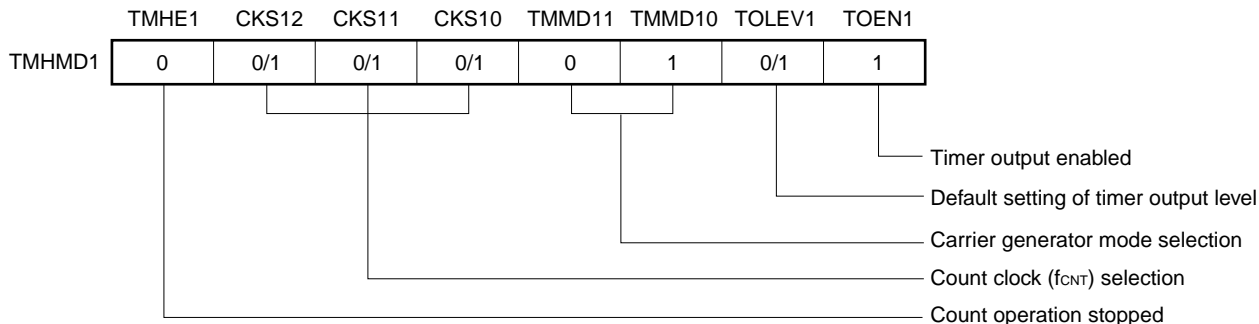 TMHE1 CKS12 CKS11 CKS10 TMMD11 TMMD10 TOLEV1 TOEN1
TMHMD1 0 0/1 0/1 0/1 0 1 0/1 1
Timer output enabled
Default setting of timer output level
Carrier generator mode selection
Count clock (fCNT) selection
Count operation stopped